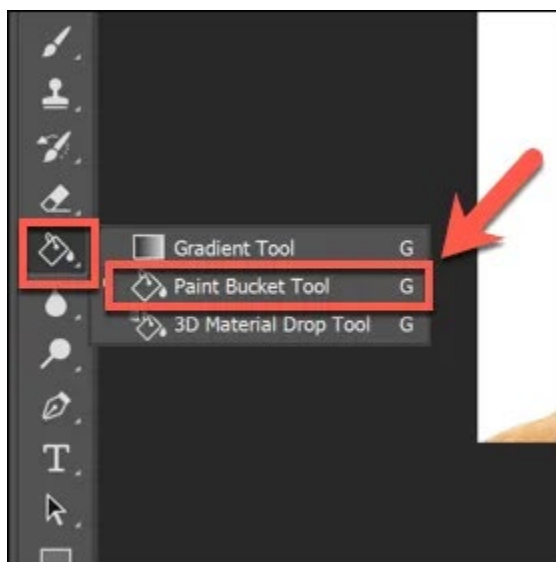 Gradient Tool G
Paint Bucket Tool G
3D Material Drop Tool G
T